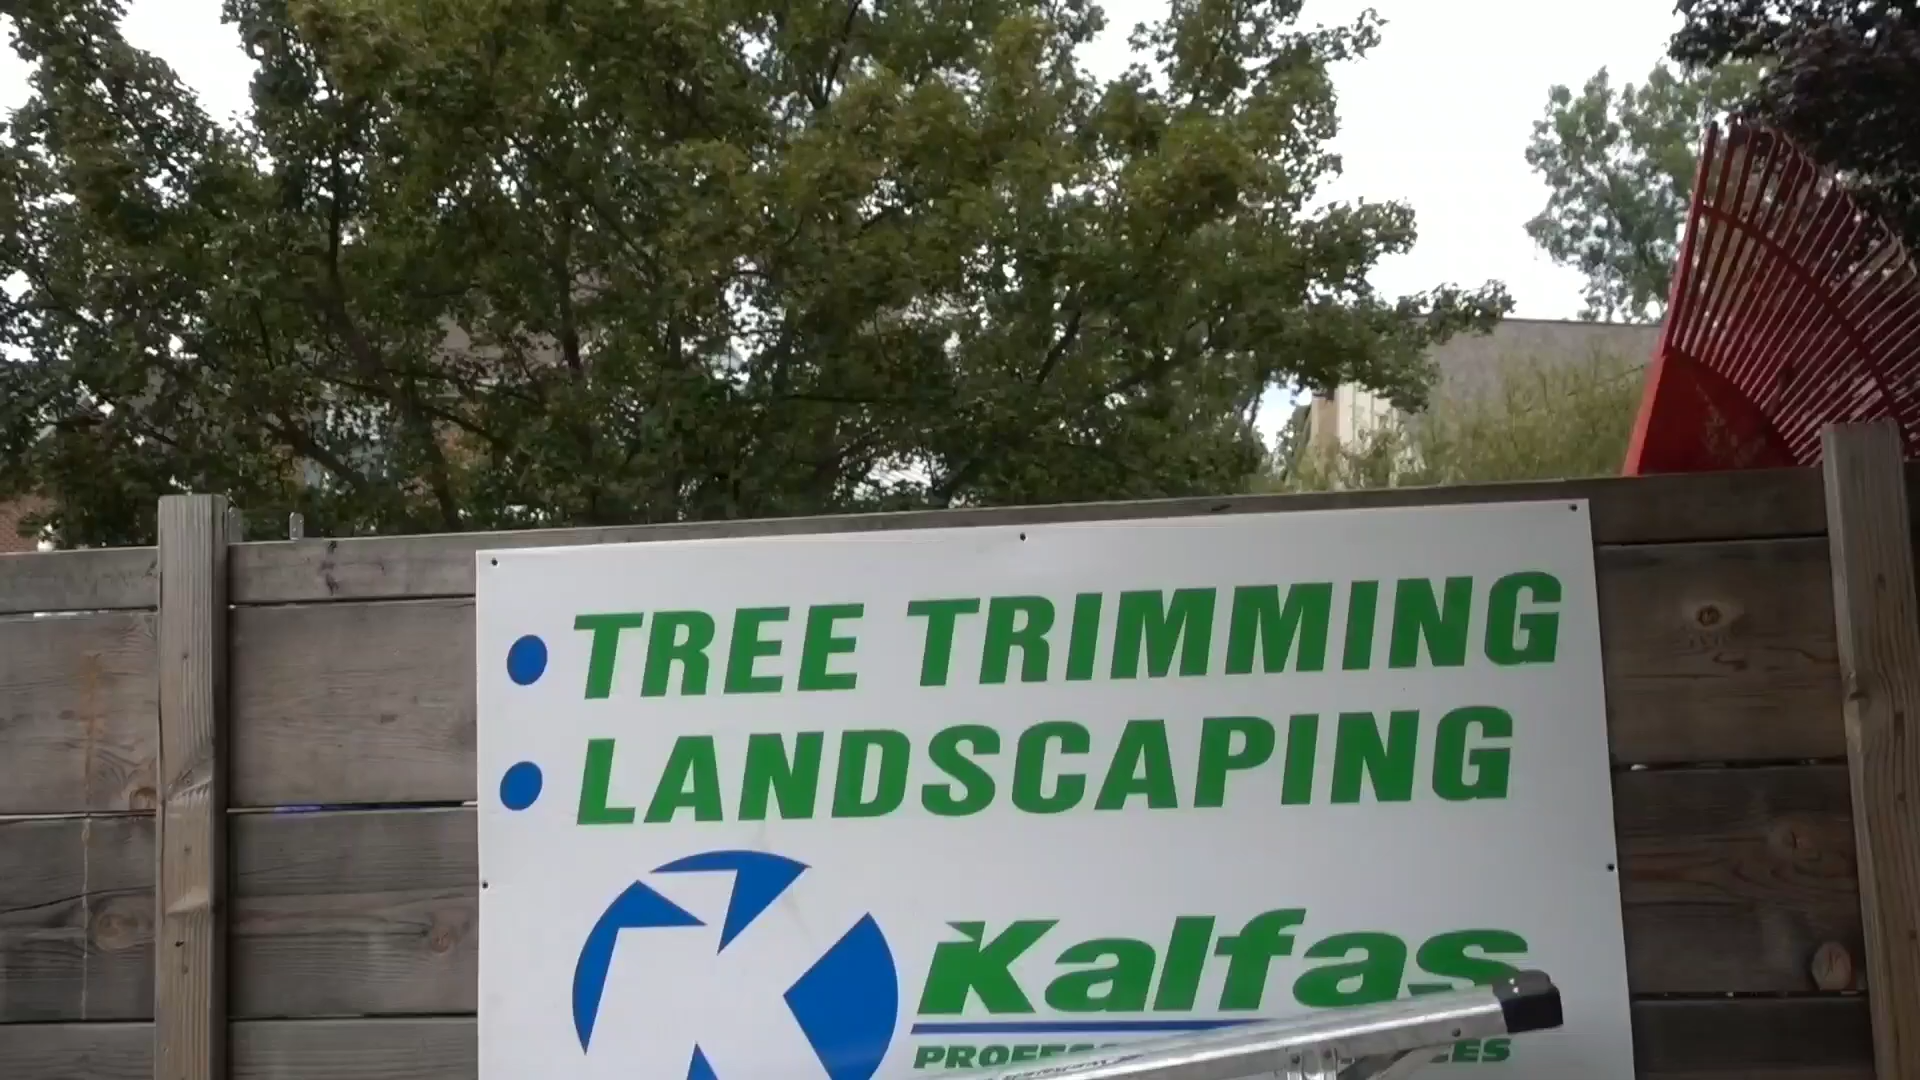 • TREE TRIMMING
• LANDSCAPING
K Kalfas